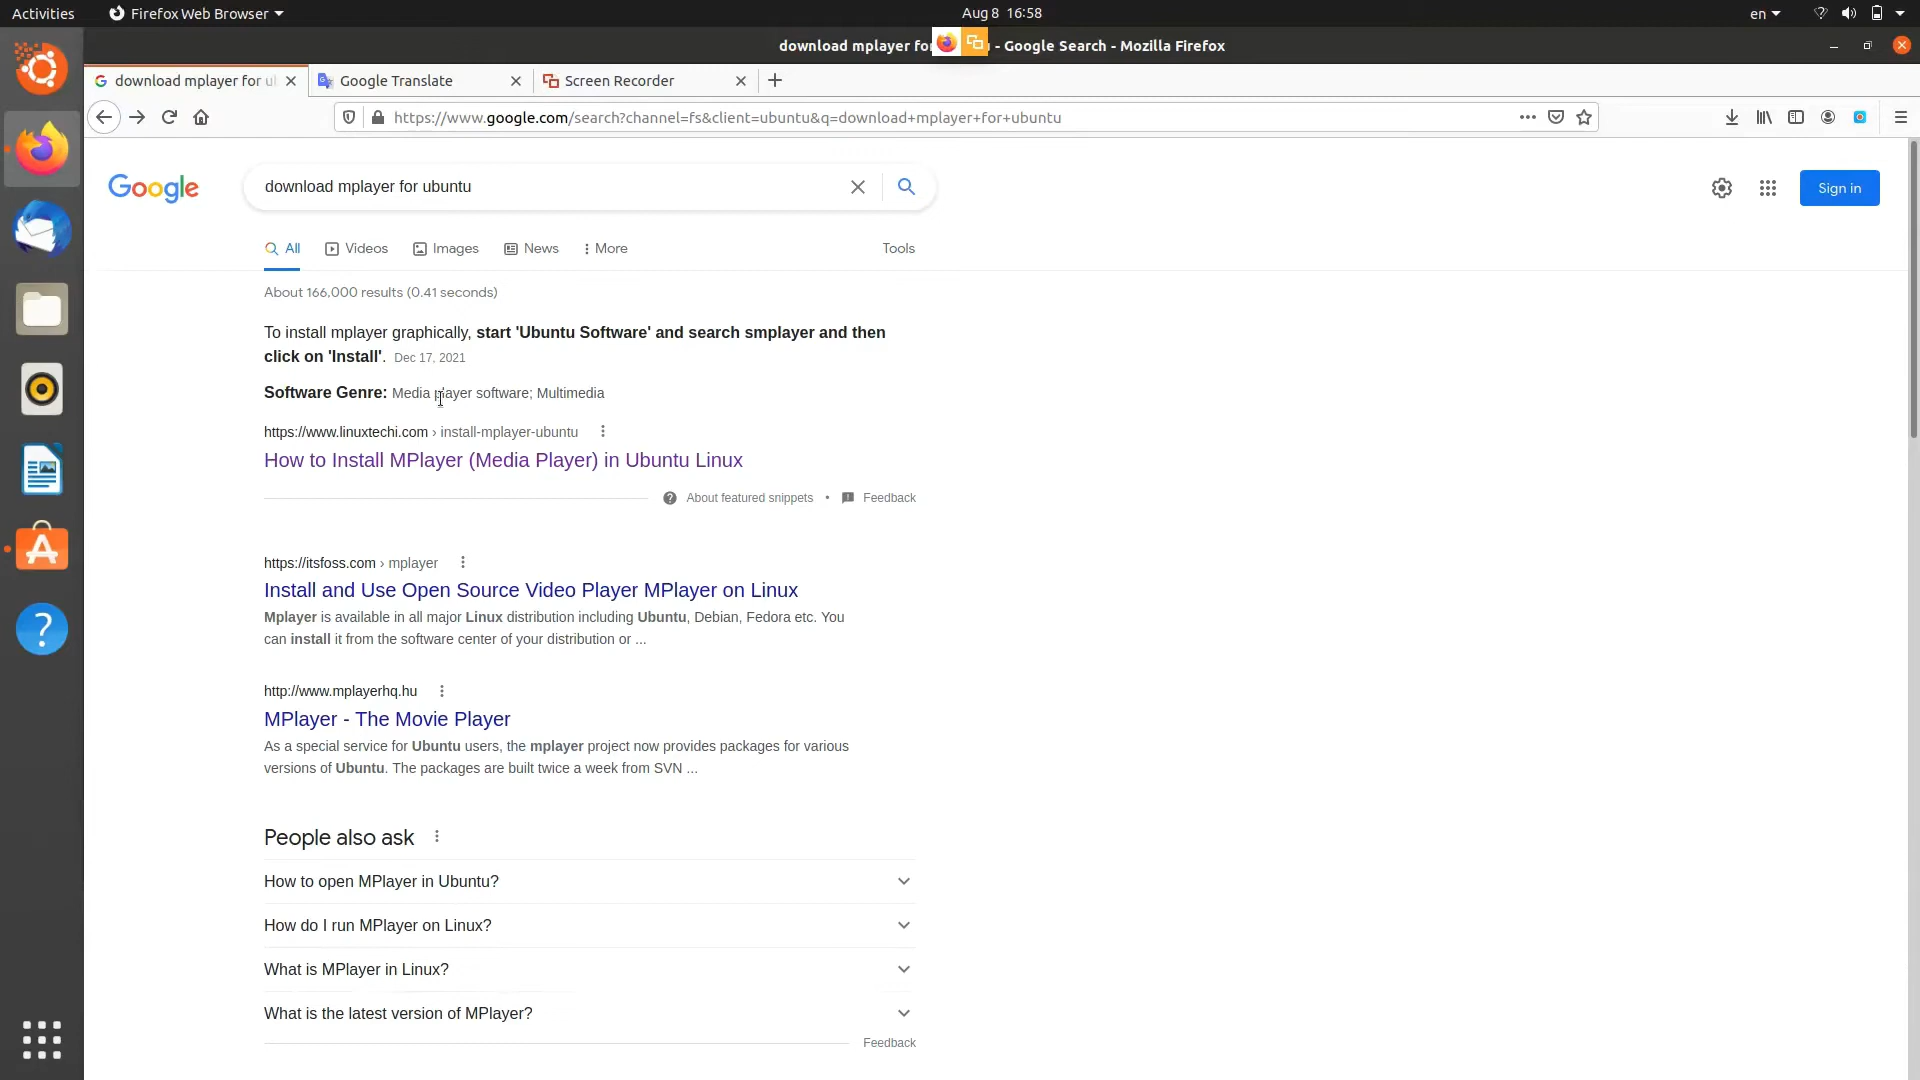 Activities
Firefox Web Browser
Aug 8 16:58
en
download mplayer fo
- Google Search - Mozilla Firefox
download mplayer for u
Google Translate
Screen Recorder
https://www.google.com/search?channel=fs&client=ubuntu&q=download+mplayer+for+ubuntu
Google
download mplayer for ubuntu
Sign in
All
Videos
Images
News
More
Tools
About 166,000 results (0.41 seconds)
To install mplayer graphically, start 'Ubuntu Software' and search smplayer and then
click on 'Install'. Dec 17, 2021
Software Genre: Media player software; Multimedia
https://www.linuxtechi.com › install-mplayer-ubuntu
How to Install MPlayer (Media Player) in Ubuntu Linux
About featured snippets • Feedback
https://itsfoss.com › mplayer
Install and Use Open Source Video Player MPlayer on Linux
Mplayer is available in all major Linux distribution including Ubuntu, Debian, Fedora etc. You
can install it from the software center of your distribution or ...
http://www.mplayerhq.hu
MPlayer - The Movie Player
As a special service for Ubuntu users, the mplayer project now provides packages for various
versions of Ubuntu. The packages are built twice a week from SVN ...
People also ask
How to open MPlayer in Ubuntu?
How do I run MPlayer on Linux?
What is MPlayer in Linux?
What is the latest version of MPlayer?
Feedback